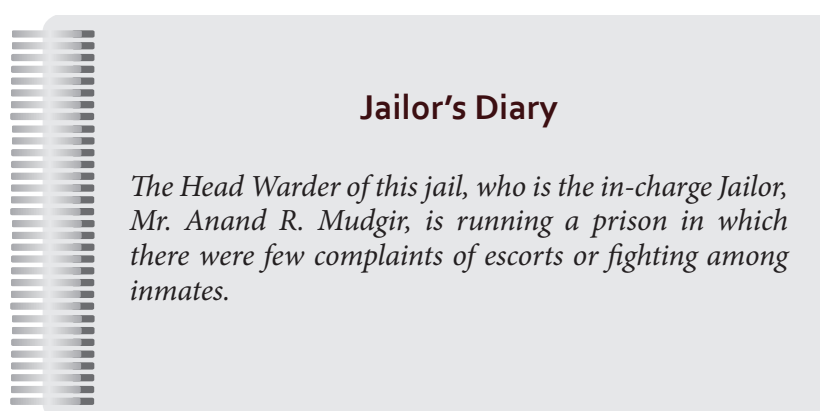 Jailor’s Diary
The Head Warder of this jail, who is the in-charge Jailor,
Mr. Anand R. Mudgir, is running a prison in which
there were few complaints of escorts or fighting among
inmates.